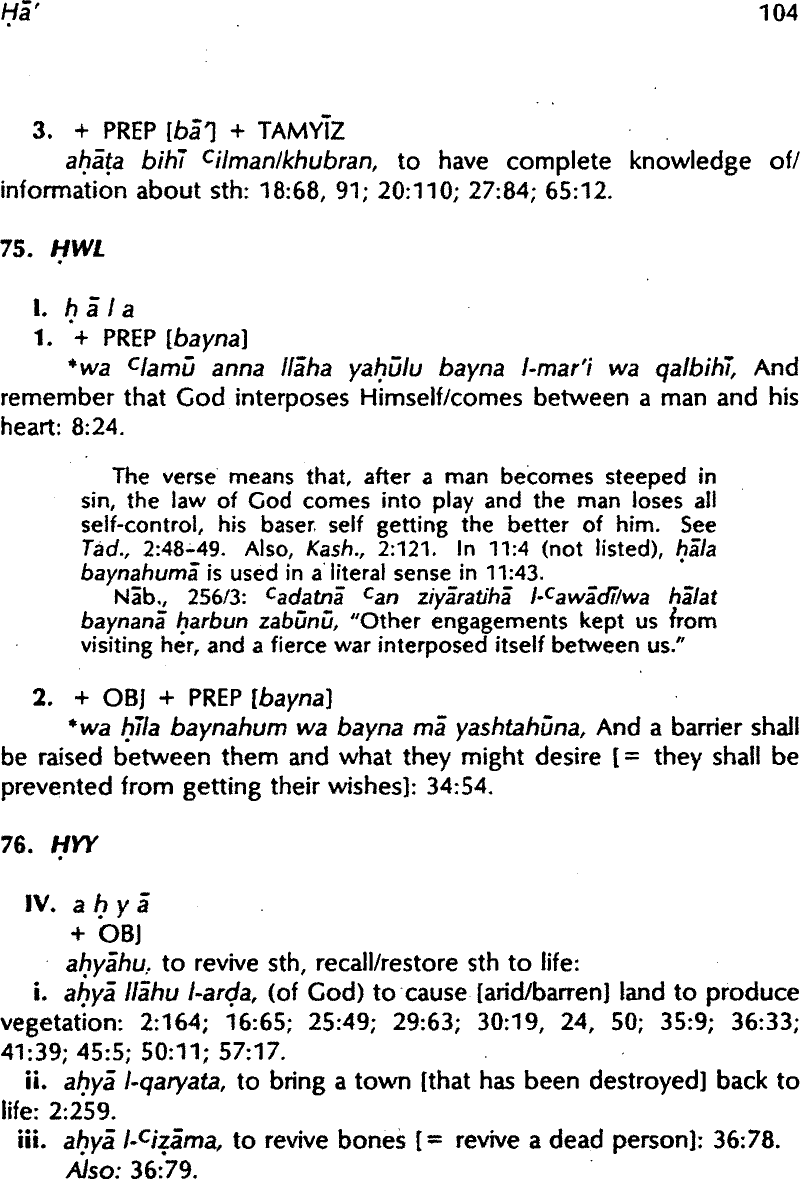 Ḥā' 104
3. + PREP [bā'] + TAMYĪZ
aḥāṭa bihī ᶜilman/khubran, to have complete knowledge of/
information about sth: 18:68, 91; 20:110; 27:84; 65:12.
75. ḤWL
I. ḥ ā l a
1. + PREP [bayna]
*wa ᶜlamū anna llāha yaḥūlu bayna l-mar'i wa qalbihī, And
remember that God interposes Himself/comes between a man and his
heart: 8:24.
The verse means that, after a man becomes steeped in
sin, the law of God comes into play and the man loses all
self-control, his baser self getting the better of him. See
Tad., 2:48-49. Also, Kash., 2:121. In 11:4 (not listed), ḥāla
baynahumā is used in a literal sense in 11:43.
Nāb., 256/3: ᶜadatnā ᶜan ziyāratihā l-ᶜawādī/wa ḥālat
baynanā ḥarbun zabūnū, "Other engagements kept us from
visiting her, and a fierce war interposed itself between us."
2. + OBJ + PREP [bayna]
*wa ḥīla baynahum wa bayna mā yashtahūna, And a barrier shall
be raised between them and what they might desire [= they shall be
prevented from getting their wishes]: 34:54.
76. ḤYY
IV. a ḥ y ā
+ OBJ
aḥyāhu, to revive sth, recall/restore sth to life:
i. aḥyā llāhu l-arḍa, (of God) to cause [arid/barren] land to produce
vegetation: 2:164; 16:65; 25:49; 29:63; 30:19, 24, 50; 35:9; 36:33;
41:39; 45:5; 50:11; 57:17.
ii. aḥyā l-qaryata, to bring a town [that has been destroyed] back to
life: 2:259.
iii. aḥyā l-ᶜiẓāma, to revive bones [= revive a dead person]: 36:78.
Also: 36:79.